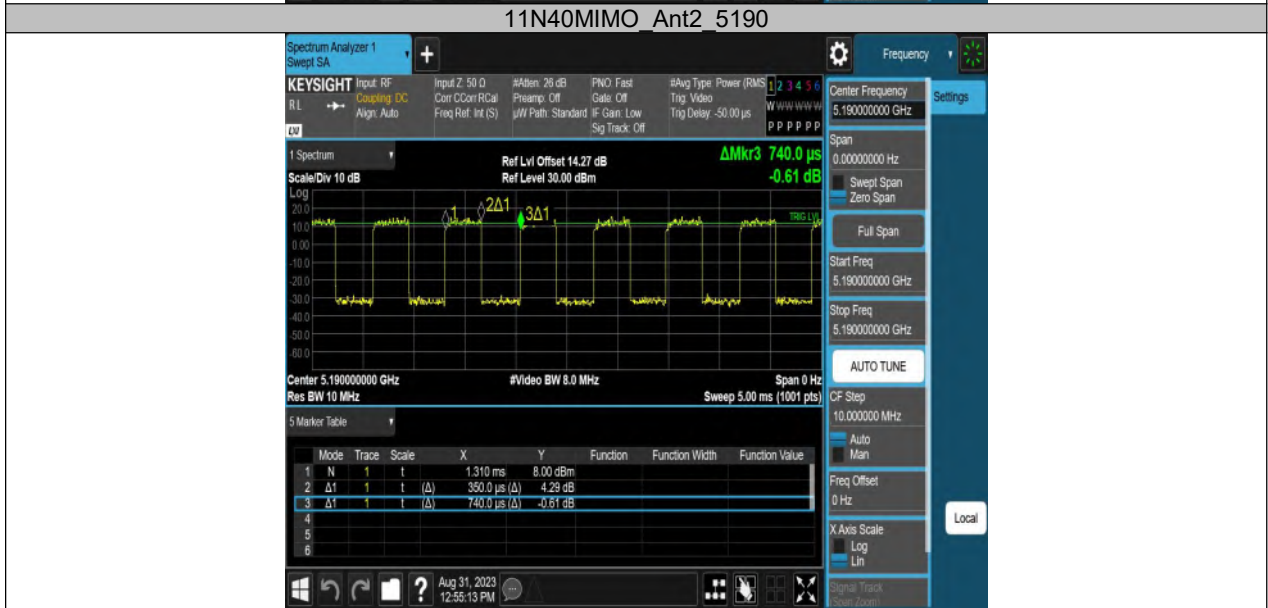 11N40MIMO_Ant2_5190
Spectrum Analyzer 1
Swept SA
+
Frequency
KEYSIGHT Input: RF Input Z: 50 Ω #Atten: 26 dB PNO: Fast #Avg Type: Power (RMS 1 2 3 4 5 6
RL Coupling: DC Corr CCorr RCal Preamp: Off Gate: Off Trig: Video W W W W W W
Align: Auto Freq Ref: Int (S) µW Path: Standard IF Gain: Low Trig Delay: -50.00 µs
Sig Track: Off P P P P P P
LXI
1 Spectrum
Ref Lvl Offset 14.27 dB
ΔMkr3 740.0 µs
Scale/Div 10 dB
Ref Level 30.00 dBm
-0.61 dB
Log
20.0
10.0
0.00
-10.0
-20.0
-30.0
-40.0
-50.0
-60.0
1
2Δ1
3Δ1
TRIG LVL
Center 5.190000000 GHz
#Video BW 8.0 MHz
Span 0 Hz
Res BW 10 MHz
Sweep 5.00 ms (1001 pts)
5 Marker Table
Mode Trace Scale X Y Function Function Width Function Value
1 N 1 t 1.310 ms 8.00 dBm
2 Δ1 1 t (Δ) 350.0 µs (Δ) 4.29 dB
3 Δ1 1 t (Δ) 740.0 µs (Δ) -0.61 dB
4
5
6
Center Frequency
5.190000000 GHz
Settings
Span
0.00000000 Hz
Swept Span
Zero Span
Full Span
Start Freq
5.190000000 GHz
Stop Freq
5.190000000 GHz
AUTO TUNE
CF Step
10.000000 MHz
Auto
Man
Freq Offset
0 Hz
X Axis Scale
Log
Lin
Local
Signal Track
(Span Zoom)
?
Aug 31, 2023
12:55:13 PM